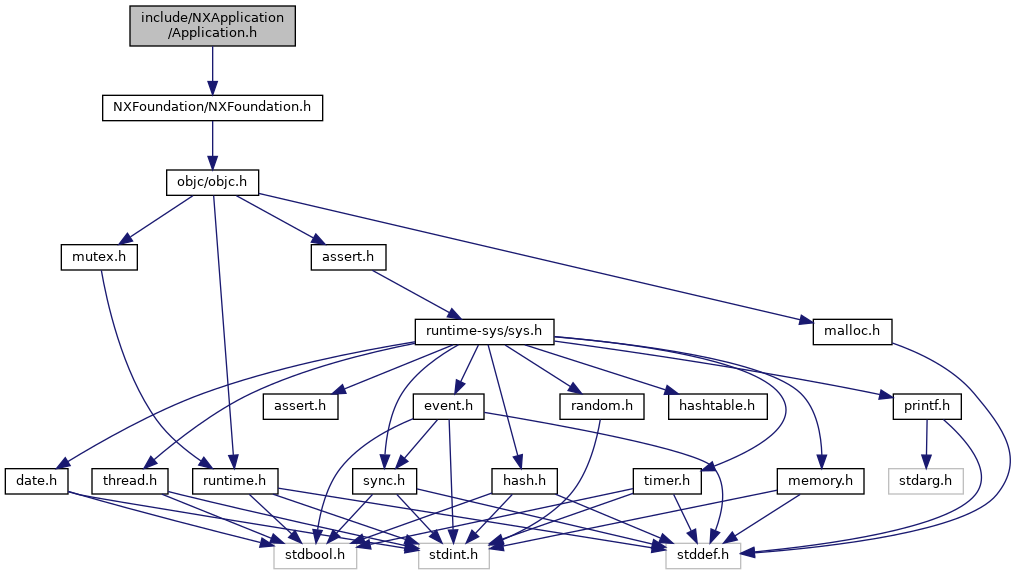 include/NXApplication
/Application.h
NXFoundation/NXFoundation.h
objc/objc.h
mutex.h
assert.h
runtime-sys/sys.h
malloc.h
assert.h
event.h
random.h
hashtable.h
printf.h
date.h
thread.h
runtime.h
sync.h
hash.h
timer.h
memory.h
stdarg.h
stdbool.h
stdint.h
stddef.h